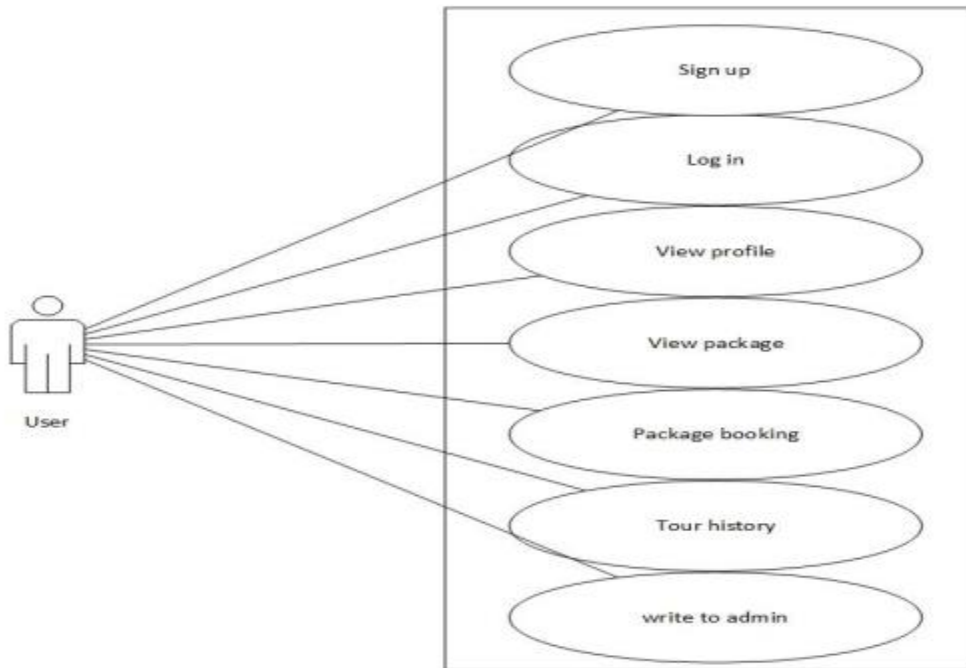 Sign up
Log in
View profile
View package
User
Package booking
Tour history
write to admin